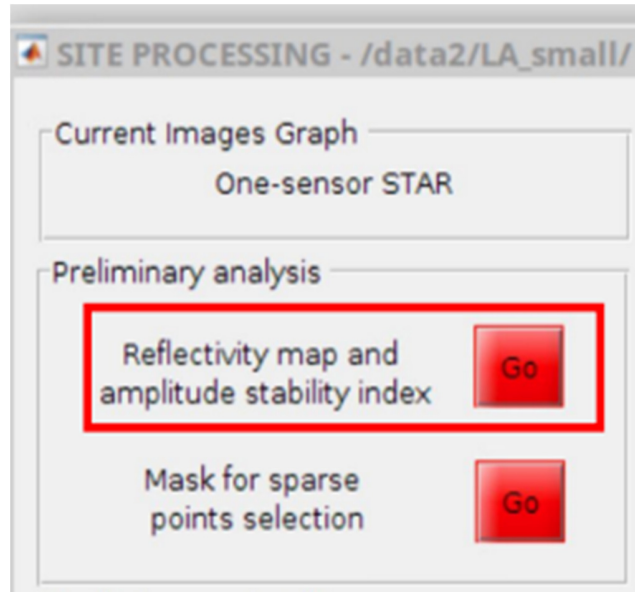 SITE PROCESSING - /data2/LA_small/
Current Images Graph
One-sensor STAR
Preliminary analysis
Reflectivity map and
amplitude stability index
Go
Mask for sparse
points selection
Go